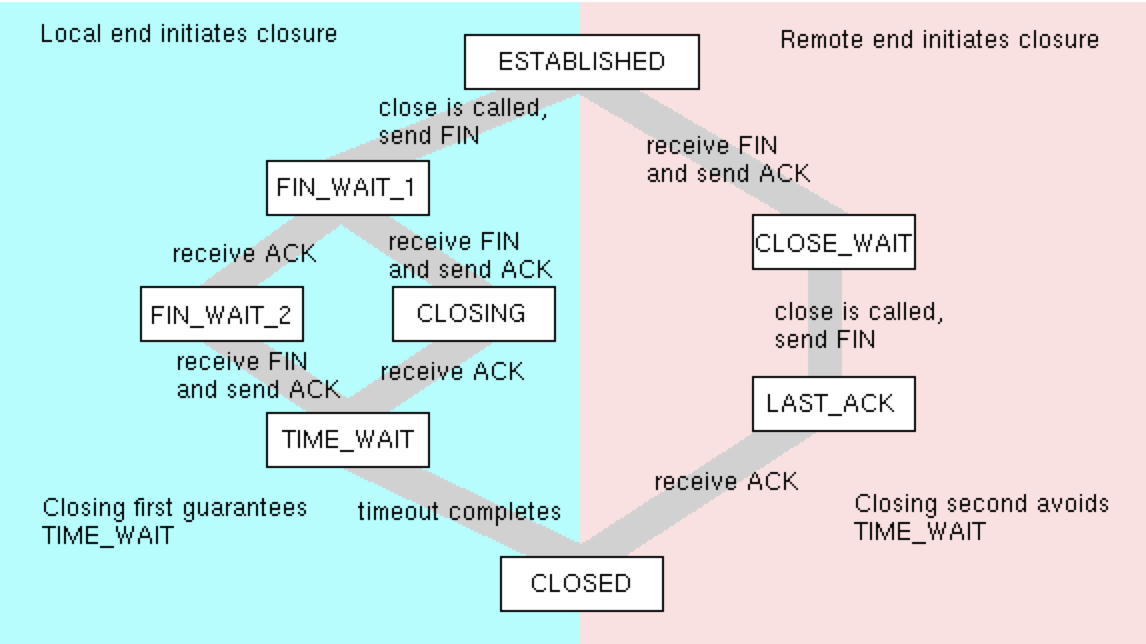 Local end initiates closure
Remote end initiates closure
ESTABLISHED
close is called,
send FIN
receive FIN
and send ACK
FIN_WAIT_1
receive ACK
receive FIN
and send ACK
CLOSE_WAIT
FIN_WAIT_2
CLOSING
close is called,
send FIN
receive FIN
and send ACK
receive ACK
LAST_ACK
TIME_WAIT
receive ACK
Closing first guarantees
TIME_WAIT
timeout completes
Closing second avoids
TIME_WAIT
CLOSED